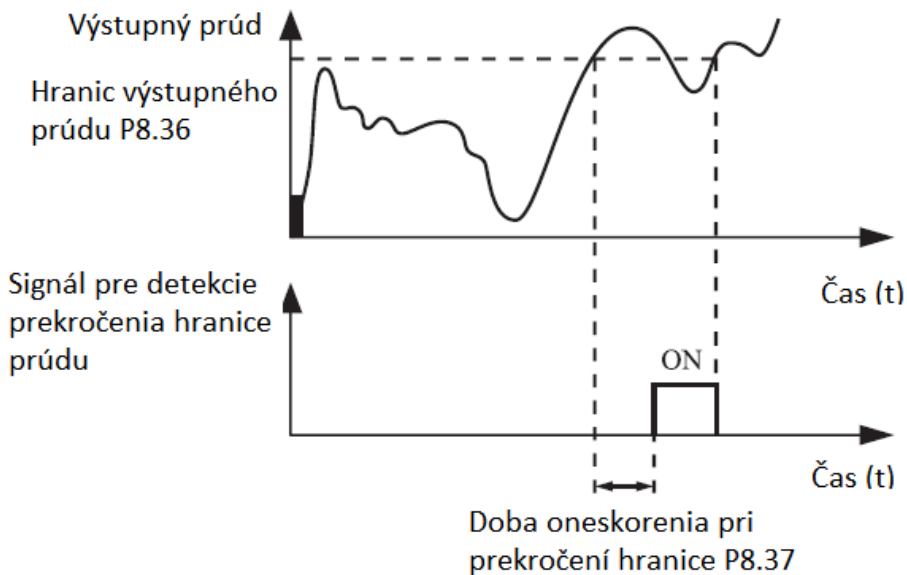 Výstupný prúd
Hranic výstupného
prúdu P8.36
Čas (t)
Signál pre detekcie
prekročenia hranice
prúdu
ON
Čas (t)
Doba oneskorenia pri
prekročení hranice P8.37